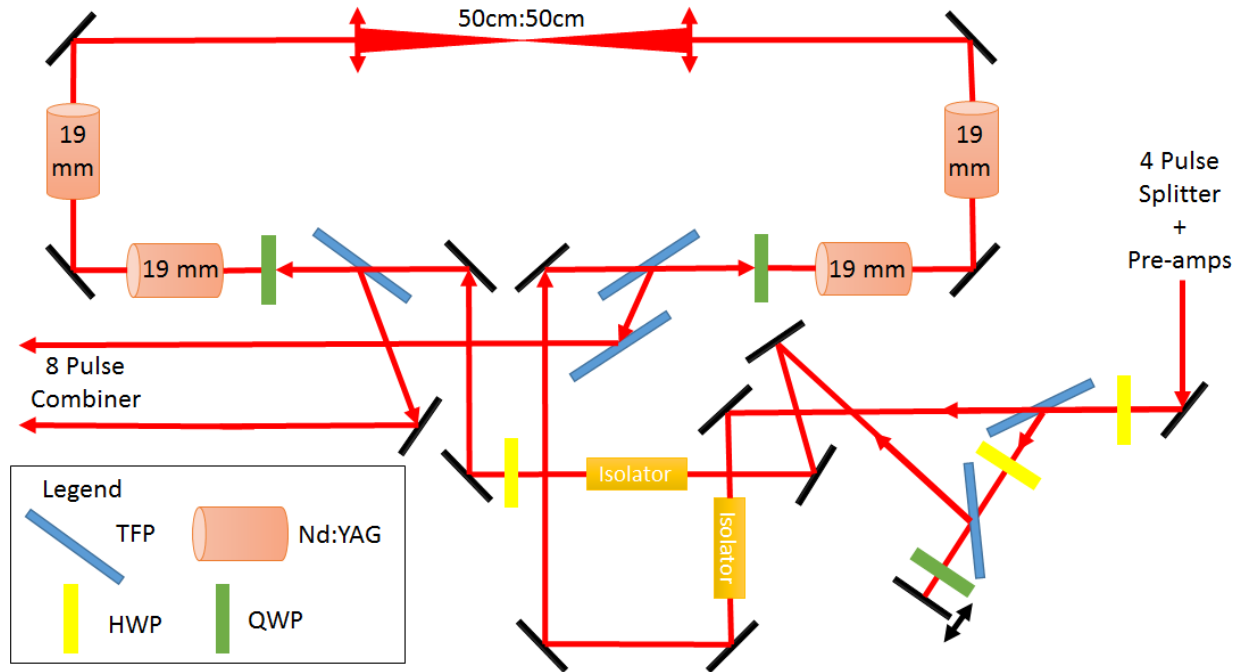 50cm:50cm
19
mm
19
mm
4 Pulse
Splitter
+
Pre-amps
19 mm
19 mm
8 Pulse
Combiner
Isolator
Isolator
Legend
TFP
Nd:YAG
HWP
QWP